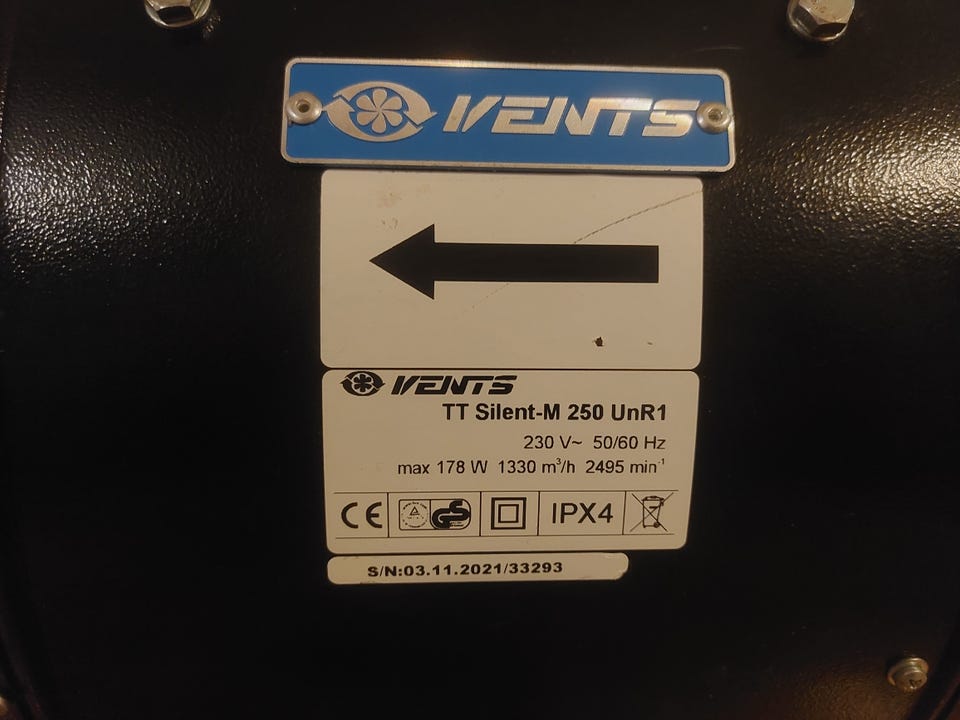 VENTS
VENTS
TT Silent-M 250 UnR1
230 V~ 50/60 Hz
max 178 W 1330 m³/h 2495 min⁻¹
CE GS IPX4
S/N:03.11.2021/33293